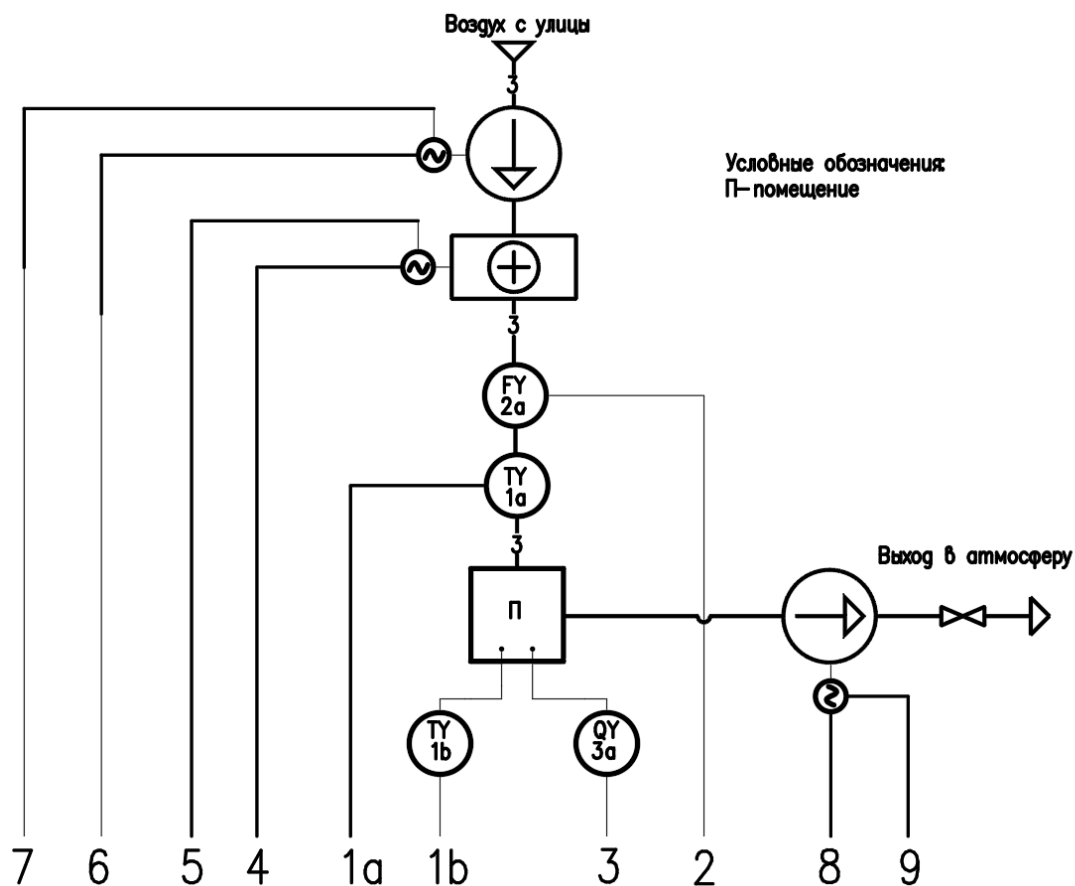 Воздух с улицы
3
Условные обозначения:
П-помещение
3
FY
2a
TY
1a
3
Выход в атмосферу
П
TY
1b
QY
3a
7 6 5 4 1a 1b 3 2 8 9